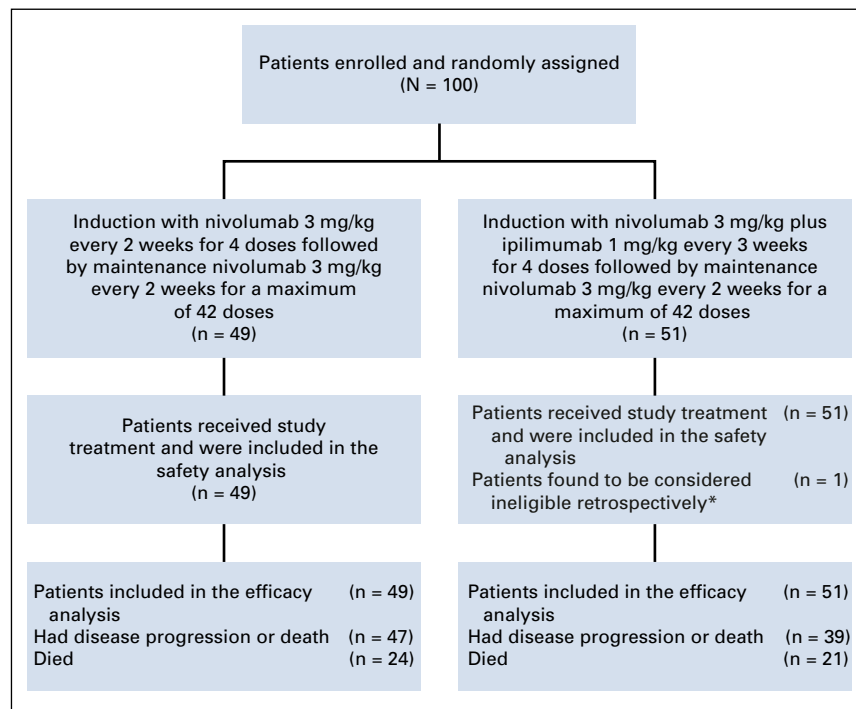 Patients enrolled and randomly assigned
(N = 100)
Induction with nivolumab 3 mg/kg
every 2 weeks for 4 doses followed
by maintenance nivolumab 3 mg/kg
every 2 weeks for a maximum
of 42 doses
(n = 49)
Induction with nivolumab 3 mg/kg plus
ipilimumab 1 mg/kg every 3 weeks
for 4 doses followed by maintenance
nivolumab 3 mg/kg every 2 weeks for a
maximum of 42 doses
(n = 51)
Patients received study
treatment and were included in the
safety analysis
(n = 49)
Patients received study treatment (n = 51)
and were included in the safety
analysis
Patients found to be considered (n = 1)
ineligible retrospectively*
Patients included in the efficacy (n = 49)
analysis
Had disease progression or death (n = 47)
Died (n = 24)
Patients included in the efficacy (n = 51)
analysis
Had disease progression or death (n = 39)
Died (n = 21)